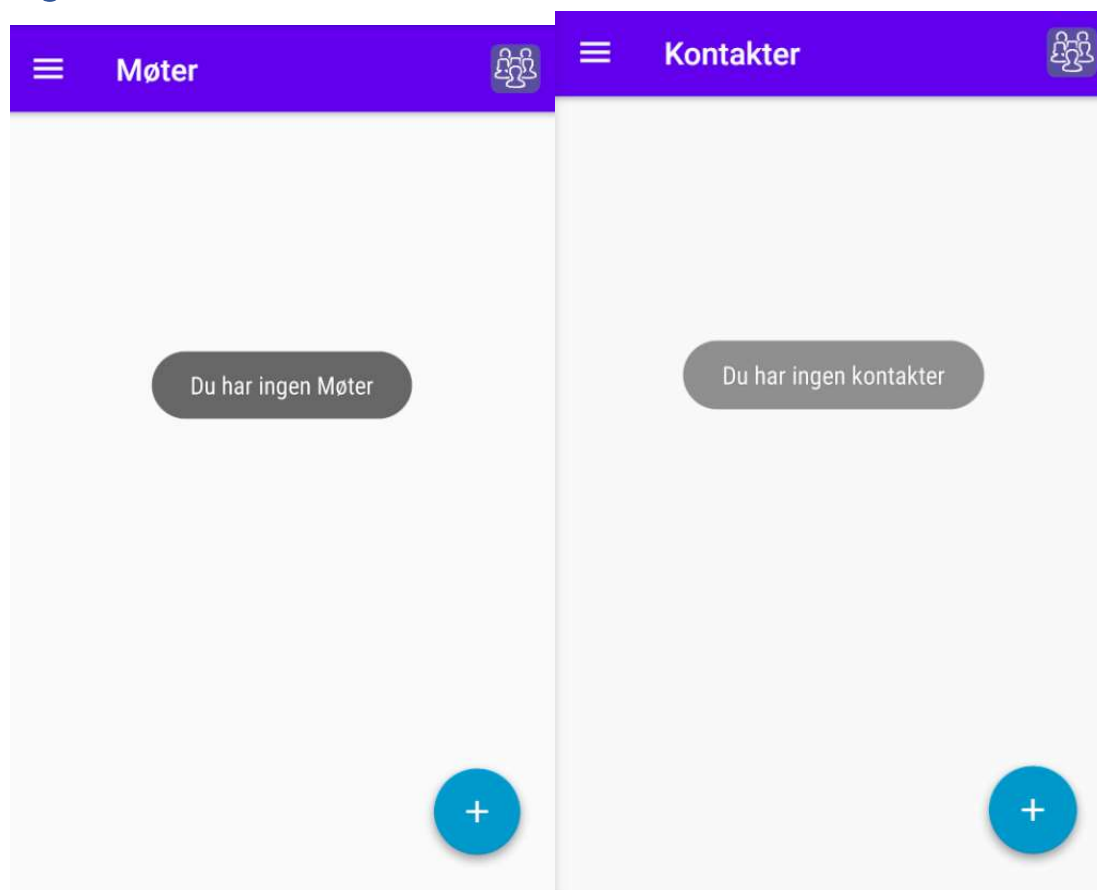 Møter
Du har ingen Møter
+
Kontakter
Du har ingen kontakter
+